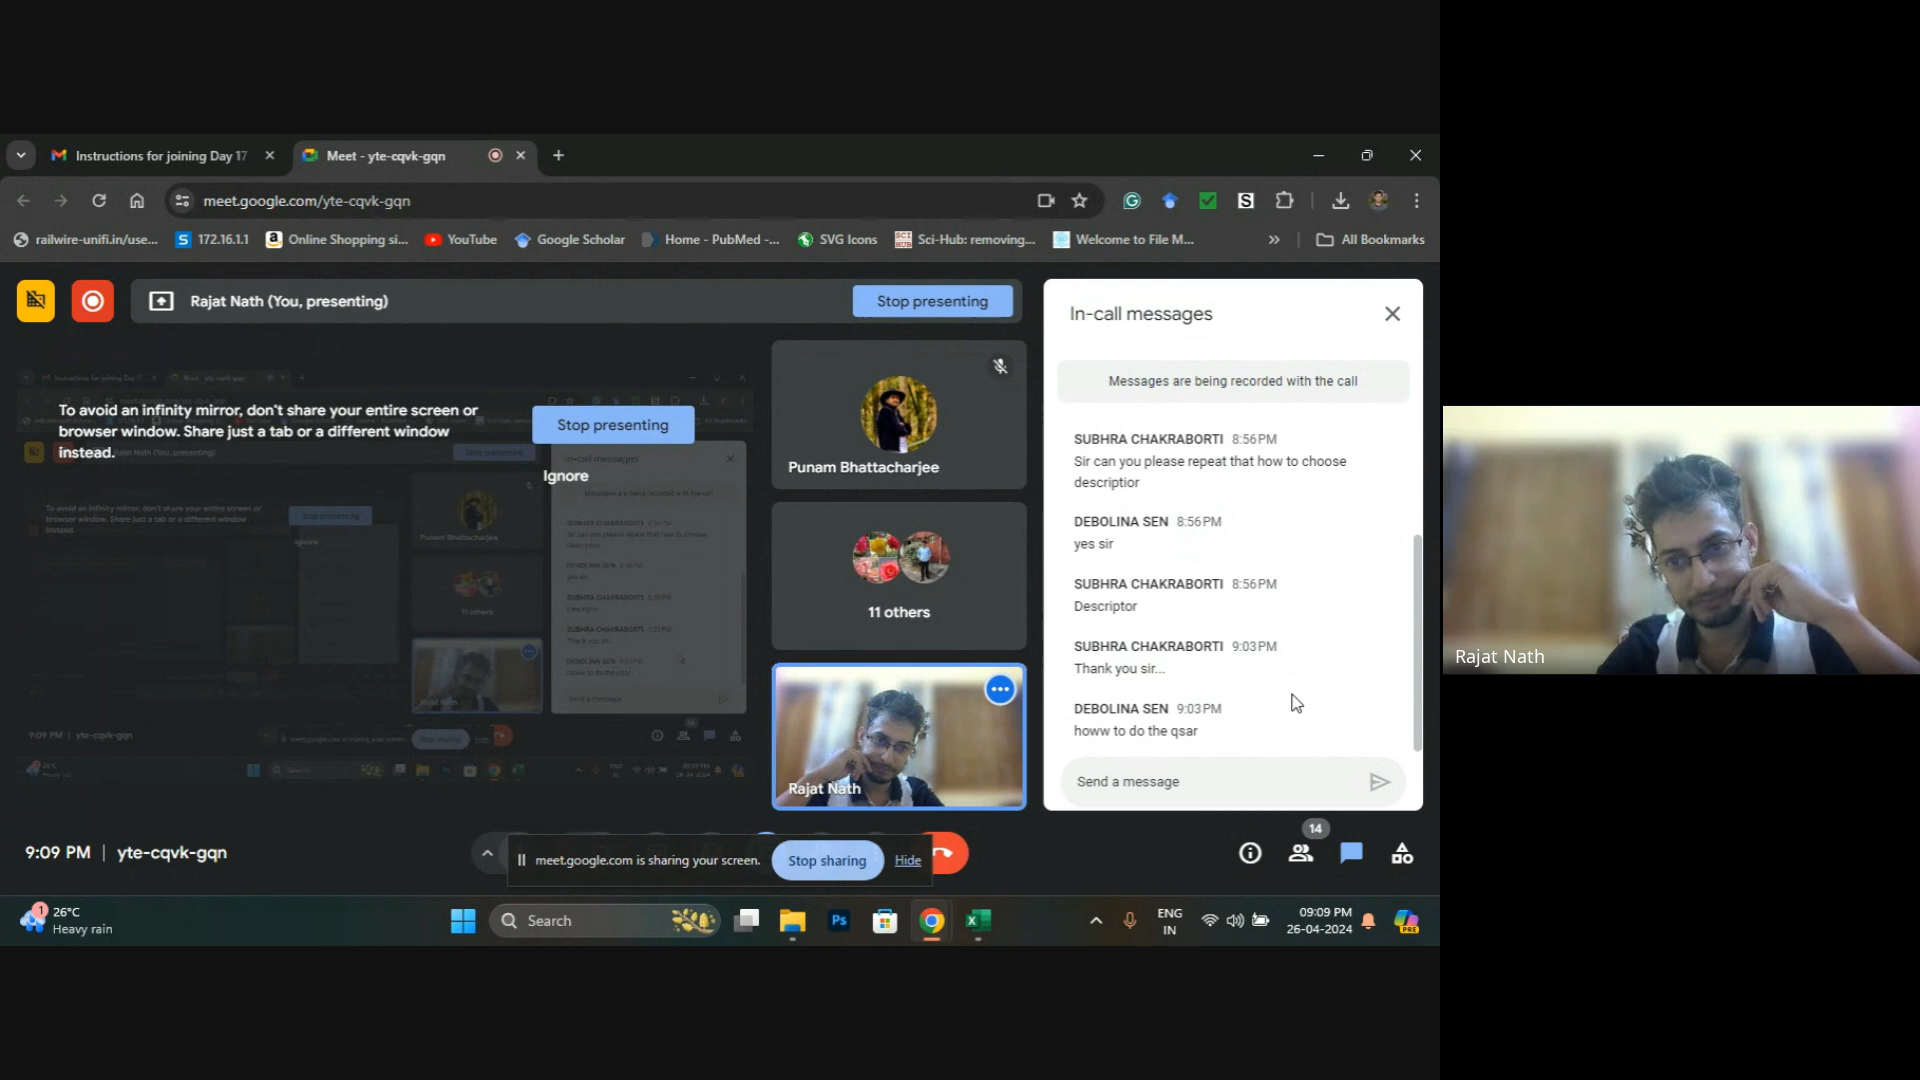 Instructions for joining Day 17
Meet - yte-cqvk-gqn
meet.google.com/yte-cqvk-gqn
railwire-unifi.in/use...
172.16.1.1
Online Shopping si...
YouTube
Google Scholar
Home - PubMed -...
SVG Icons
Sci-Hub: removing...
Welcome to File M...
All Bookmarks
Rajat Nath (You, presenting)
Stop presenting
To avoid an infinity mirror, don't share your entire screen or
browser window. Share just a tab or a different window
instead.
Stop presenting
Ignore
Punam Bhattacharjee
11 others
Rajat Nath
In-call messages
Messages are being recorded with the call
SUBHRA CHAKRABORTI 8:56 PM
Sir can you please repeat that how to choose
descriptior
DEBOLINA SEN 8:56 PM
yes sir
SUBHRA CHAKRABORTI 8:56 PM
Descriptor
SUBHRA CHAKRABORTI 9:03 PM
Thank you sir...
DEBOLINA SEN 9:03 PM
howw to do the qsar
Send a message
Rajat Nath
9:09 PM | yte-cqvk-gqn
meet.google.com is sharing your screen.
Stop sharing
Hide
14
1
26°C
Heavy rain
Search
Ps
ENG
IN
09:09 PM
26-04-2024
PRE